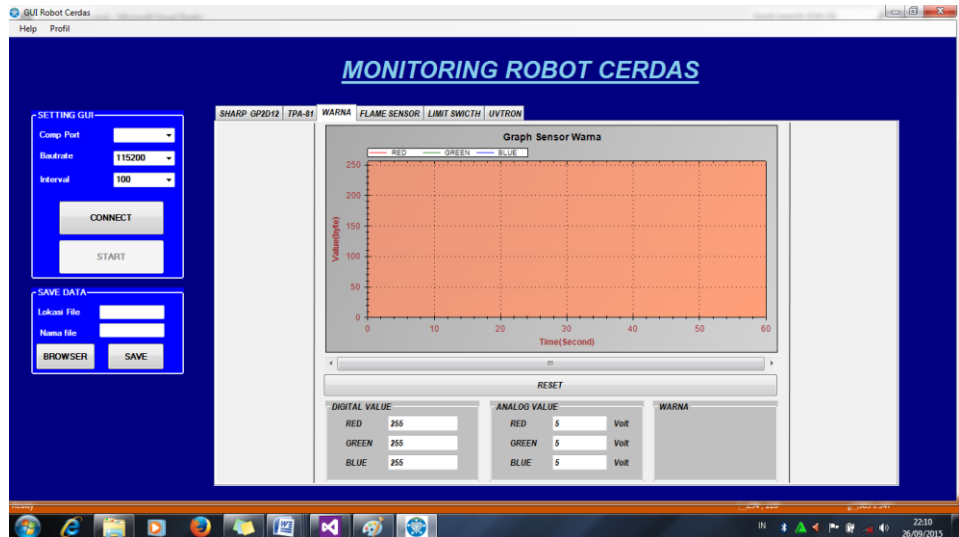 GUI Robot Cerdas
Help Profil
MONITORING ROBOT CERDAS
SETTING GUI
Comp Port
Bautrate 115200
Interval 100
CONNECT
START
SAVE DATA
Lokasi File
Nama file
BROWSER SAVE
SHARP GP2D12 TPA-81 WARNA FLAME SENSOR LIMIT SWICTH UVTRON
Graph Sensor Warna
RED GREEN BLUE
Value(byte)
250
200
150
100
50
0
0 10 20 30 40 50 60
Time(Second)
RESET
DIGITAL VALUE
RED 255
GREEN 255
BLUE 255
ANALOG VALUE
RED 5 Volt
GREEN 5 Volt
BLUE 5 Volt
WARNA
Ready
IN
22:10
26/09/2015